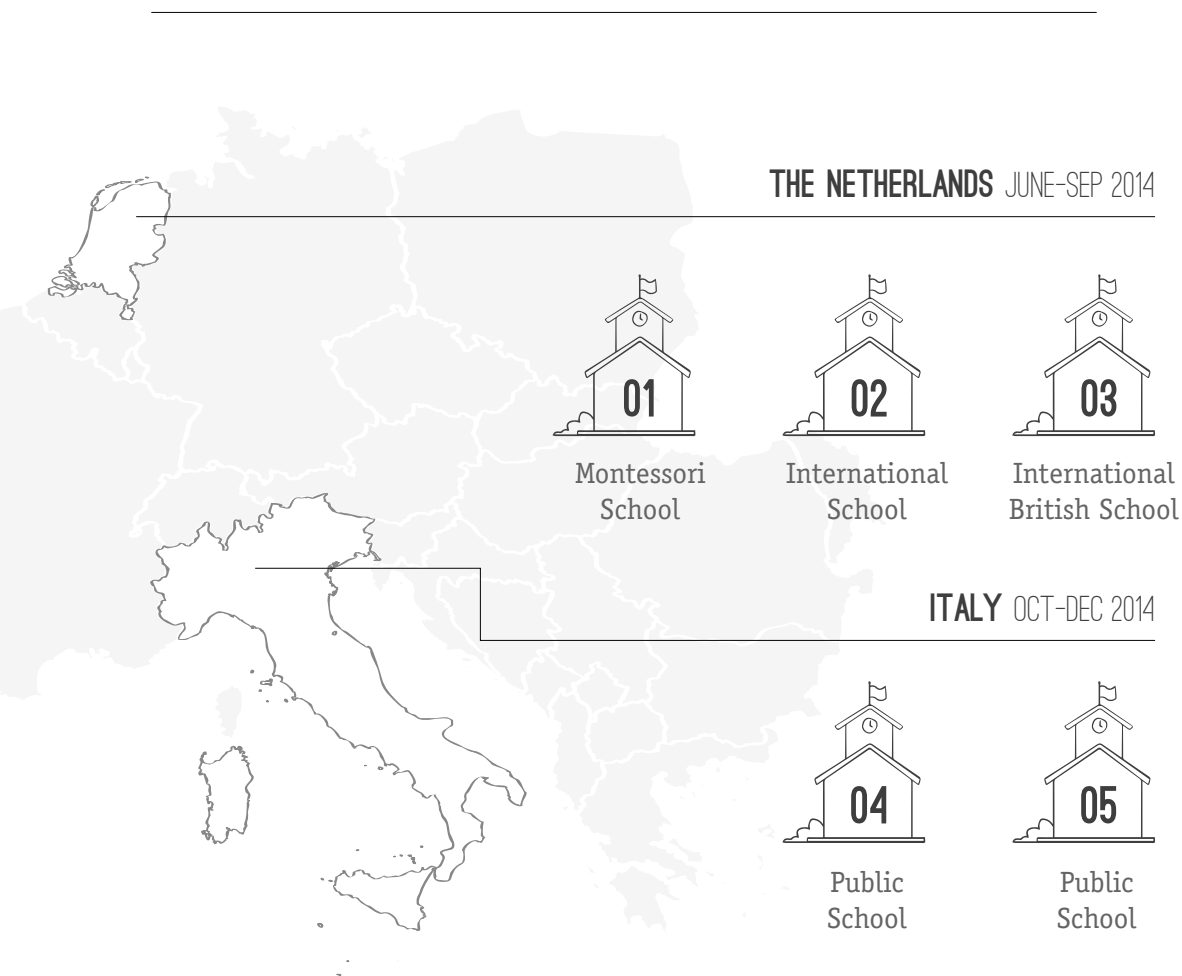 THE NETHERLANDS JUNE-SEP 2014
01
02
03
Montessori
School
International
School
International
British School
ITALY OCT-DEC 2014
04
05
Public
School
Public
School